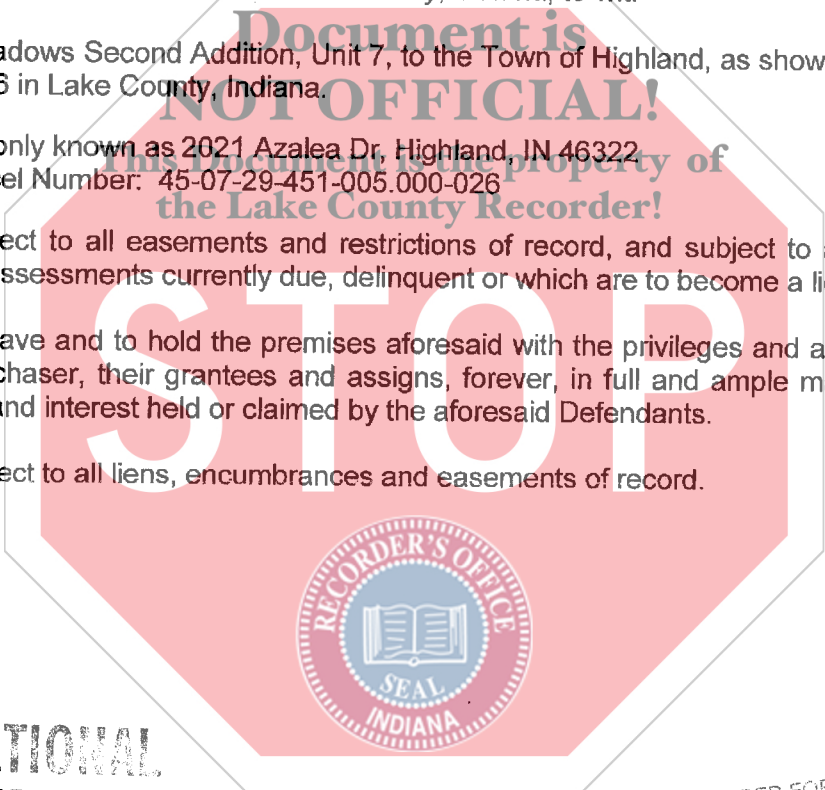 Document is
adows Second Addition, Unit 7, to the Town of Highland, as show
in Lake County, Indiana.
NOT OFFICIAL!
only known as 2021 Azalea Dr, Highland, IN 46322
This Document is the property of
el Number: 45-07-29-451-005.000-026
the Lake County Recorder!
ect to all easements and restrictions of record, and subject to
ssessments currently due, delinquent or which are to become a li
STOP
ave and to hold the premises aforesaid with the privileges and a
chaser, their grantees and assigns, forever, in full and ample m
and interest held or claimed by the aforesaid Defendants.
ect to all liens, encumbrances and easements of record.
RECORDER'S OFFICE
SEAL
INDIANA
TIONAL